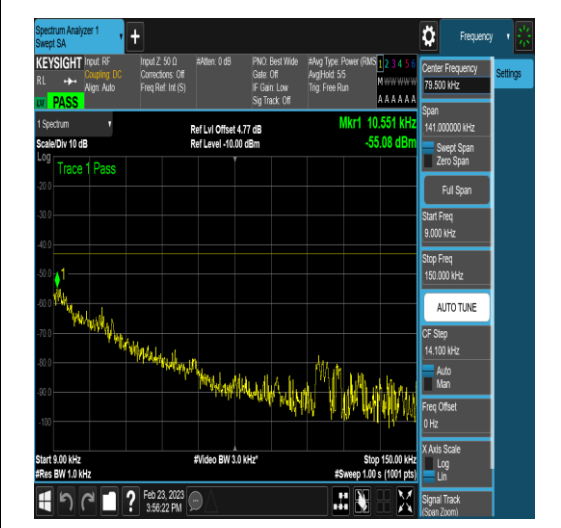 Spectrum Analyzer 1
Swept SA
Frequency
KEYSIGHT
RL
PASS
Input: RF
Coupling: DC
Align: Auto
Input Z: 50 Ω
Corrections: Off
Freq Ref: Int (S)
#Atten: 0 dB
PNO: Best Wide
Gate: Off
IF Gain: Low
Sig Track: Off
#Avg Type: Power (RMS
Avg|Hold: 5/5
Trig: Free Run
1 2 3 4 5 6
M W W W W W
A A A A A A
Settings
Center Frequency
79.500 kHz
Span
141.000000 kHz
Swept Span
Zero Span
Full Span
Start Freq
9.000 kHz
Stop Freq
150.000 kHz
AUTO TUNE
CF Step
14.100 kHz
Auto
Man
Freq Offset
0 Hz
X Axis Scale
Log
Lin
Signal Track
(Span Zoom)
1 Spectrum
Scale/Div 10 dB
Ref Lvl Offset 4.77 dB
Ref Level -10.00 dBm
Mkr1 10.551 kHz
-55.08 dBm
Log
Trace 1 Pass
-20.0
-30.0
-40.0
-50.0
1
-60.0
-70.0
-80.0
-90.0
-100
Start 9.00 kHz
#Res BW 1.0 kHz
#Video BW 3.0 kHz*
Stop 150.00 kHz
#Sweep 1.00 s (1001 pts)
?
Feb 23, 2023
3:56:22 PM